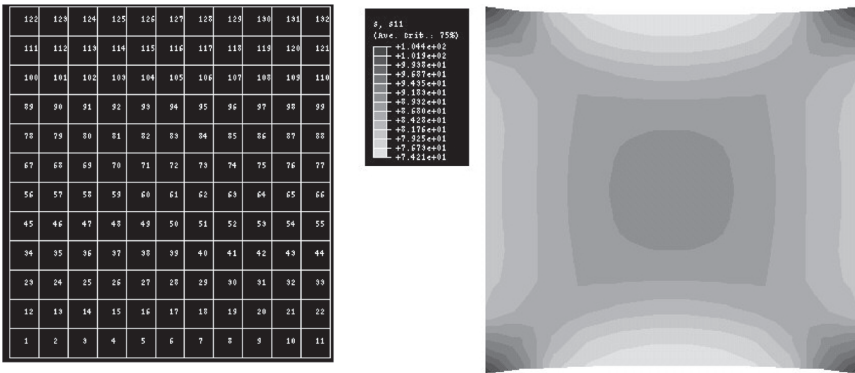 122 123 124 125 126 127 128 129 130 131 132
111 112 113 114 115 116 117 118 119 120 121
100 101 102 103 104 105 106 107 108 109 110
89 90 91 92 93 94 95 96 97 98 99
78 79 80 81 82 83 84 85 86 87 88
67 68 69 70 71 72 73 74 75 76 77
56 57 58 59 60 61 62 63 64 65 66
45 46 47 48 49 50 51 52 53 54 55
34 35 36 37 38 39 40 41 42 43 44
23 24 25 26 27 28 29 30 31 32 33
12 13 14 15 16 17 18 19 20 21 22
1 2 3 4 5 6 7 8 9 10 11
S, S11
(Ave. Crit.: 75%)
+1.044e+02
+1.019e+02
+9.938e+01
+9.687e+01
+9.435e+01
+9.183e+01
+8.932e+01
+8.680e+01
+8.428e+01
+8.176e+01
+7.925e+01
+7.673e+01
+7.421e+01